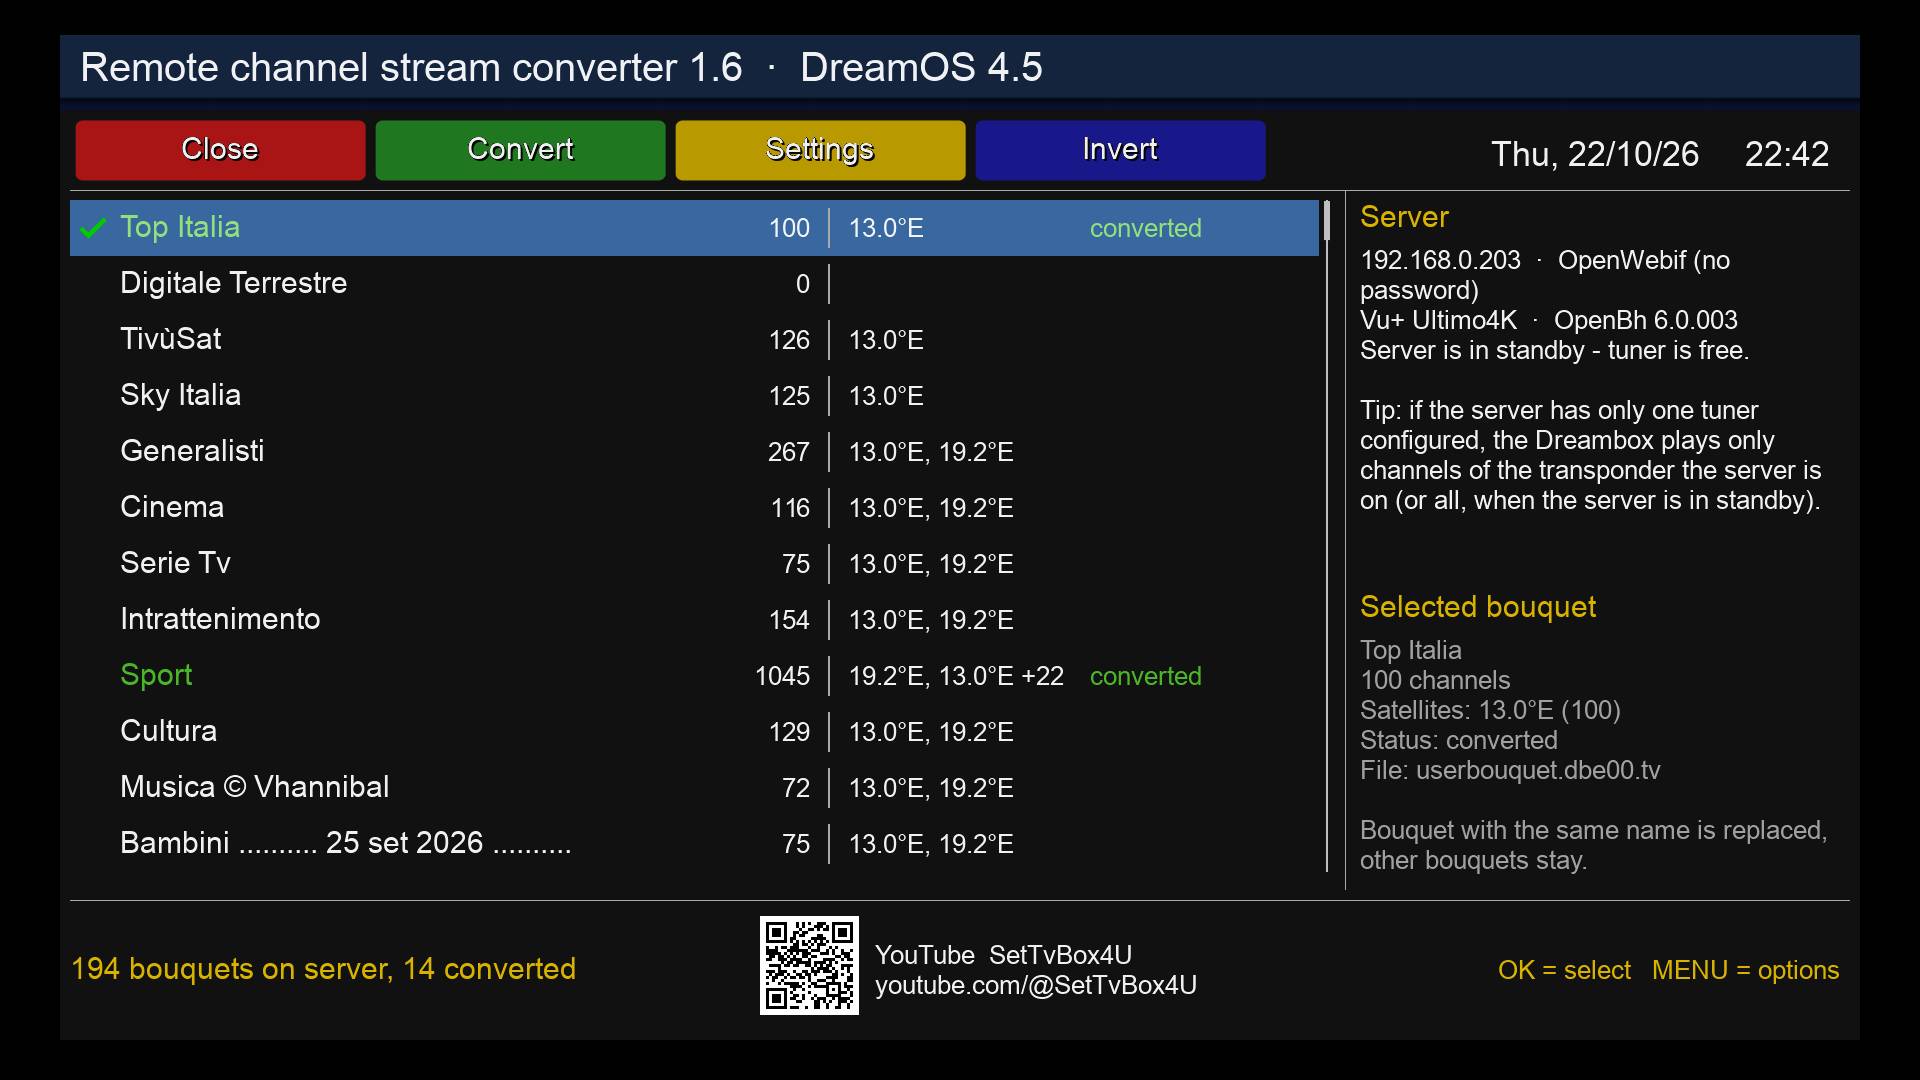 Remote channel stream converter 1.6 · DreamOS 4.5
Close Convert Settings Invert Thu, 22/10/26 22:42
Top Italia 100 13.0°E converted
Digitale Terrestre 0
TivùSat 126 13.0°E
Sky Italia 125 13.0°E
Generalisti 267 13.0°E, 19.2°E
Cinema 116 13.0°E, 19.2°E
Serie Tv 75 13.0°E, 19.2°E
Intrattenimento 154 13.0°E, 19.2°E
Sport 1045 19.2°E, 13.0°E +22 converted
Cultura 129 13.0°E, 19.2°E
Musica © Vhannibal 72 13.0°E, 19.2°E
Bambini .......... 25 set 2026 .......... 75 13.0°E, 19.2°E
Server
192.168.0.203 · OpenWebif (no
password)
Vu+ Ultimo4K · OpenBh 6.0.003
Server is in standby - tuner is free.
Tip: if the server has only one tuner
configured, the Dreambox plays only
channels of the transponder the server is
on (or all, when the server is in standby).
Selected bouquet
Top Italia
100 channels
Satellites: 13.0°E (100)
Status: converted
File: userbouquet.dbe00.tv
Bouquet with the same name is replaced,
other bouquets stay.
194 bouquets on server, 14 converted
YouTube SetTvBox4U
youtube.com/@SetTvBox4U
OK = select MENU = options